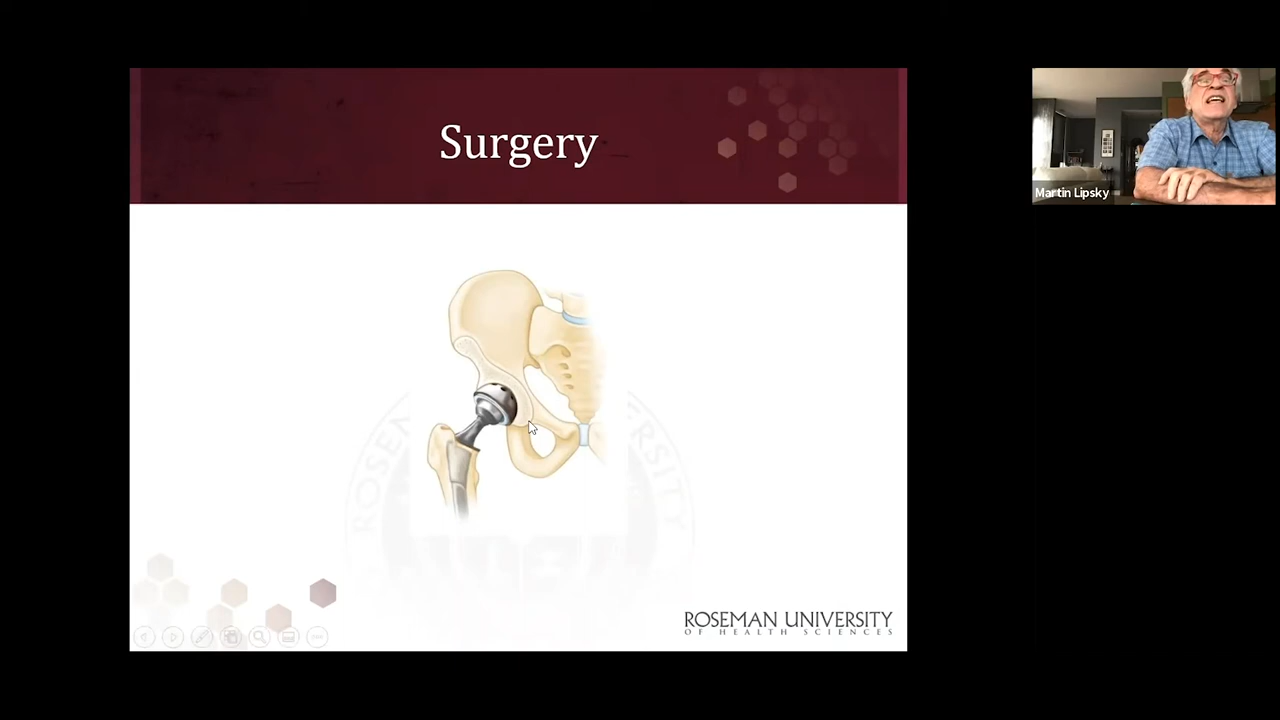 Surgery
Martin Lipsky
ROSEMAN UNIVERSITY
OF HEALTH SCIENCES